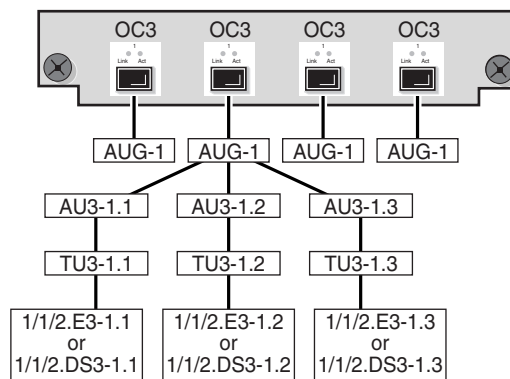 OC3 OC3 OC3 OC3
1 1 1 1
Link Act Link Act Link Act Link Act
AUG-1 AUG-1 AUG-1 AUG-1
AU3-1.1 AU3-1.2 AU3-1.3
TU3-1.1 TU3-1.2 TU3-1.3
1/1/2.E3-1.1 1/1/2.E3-1.2 1/1/2.E3-1.3
or or or
1/1/2.DS3-1.1 1/1/2.DS3-1.2 1/1/2.DS3-1.3